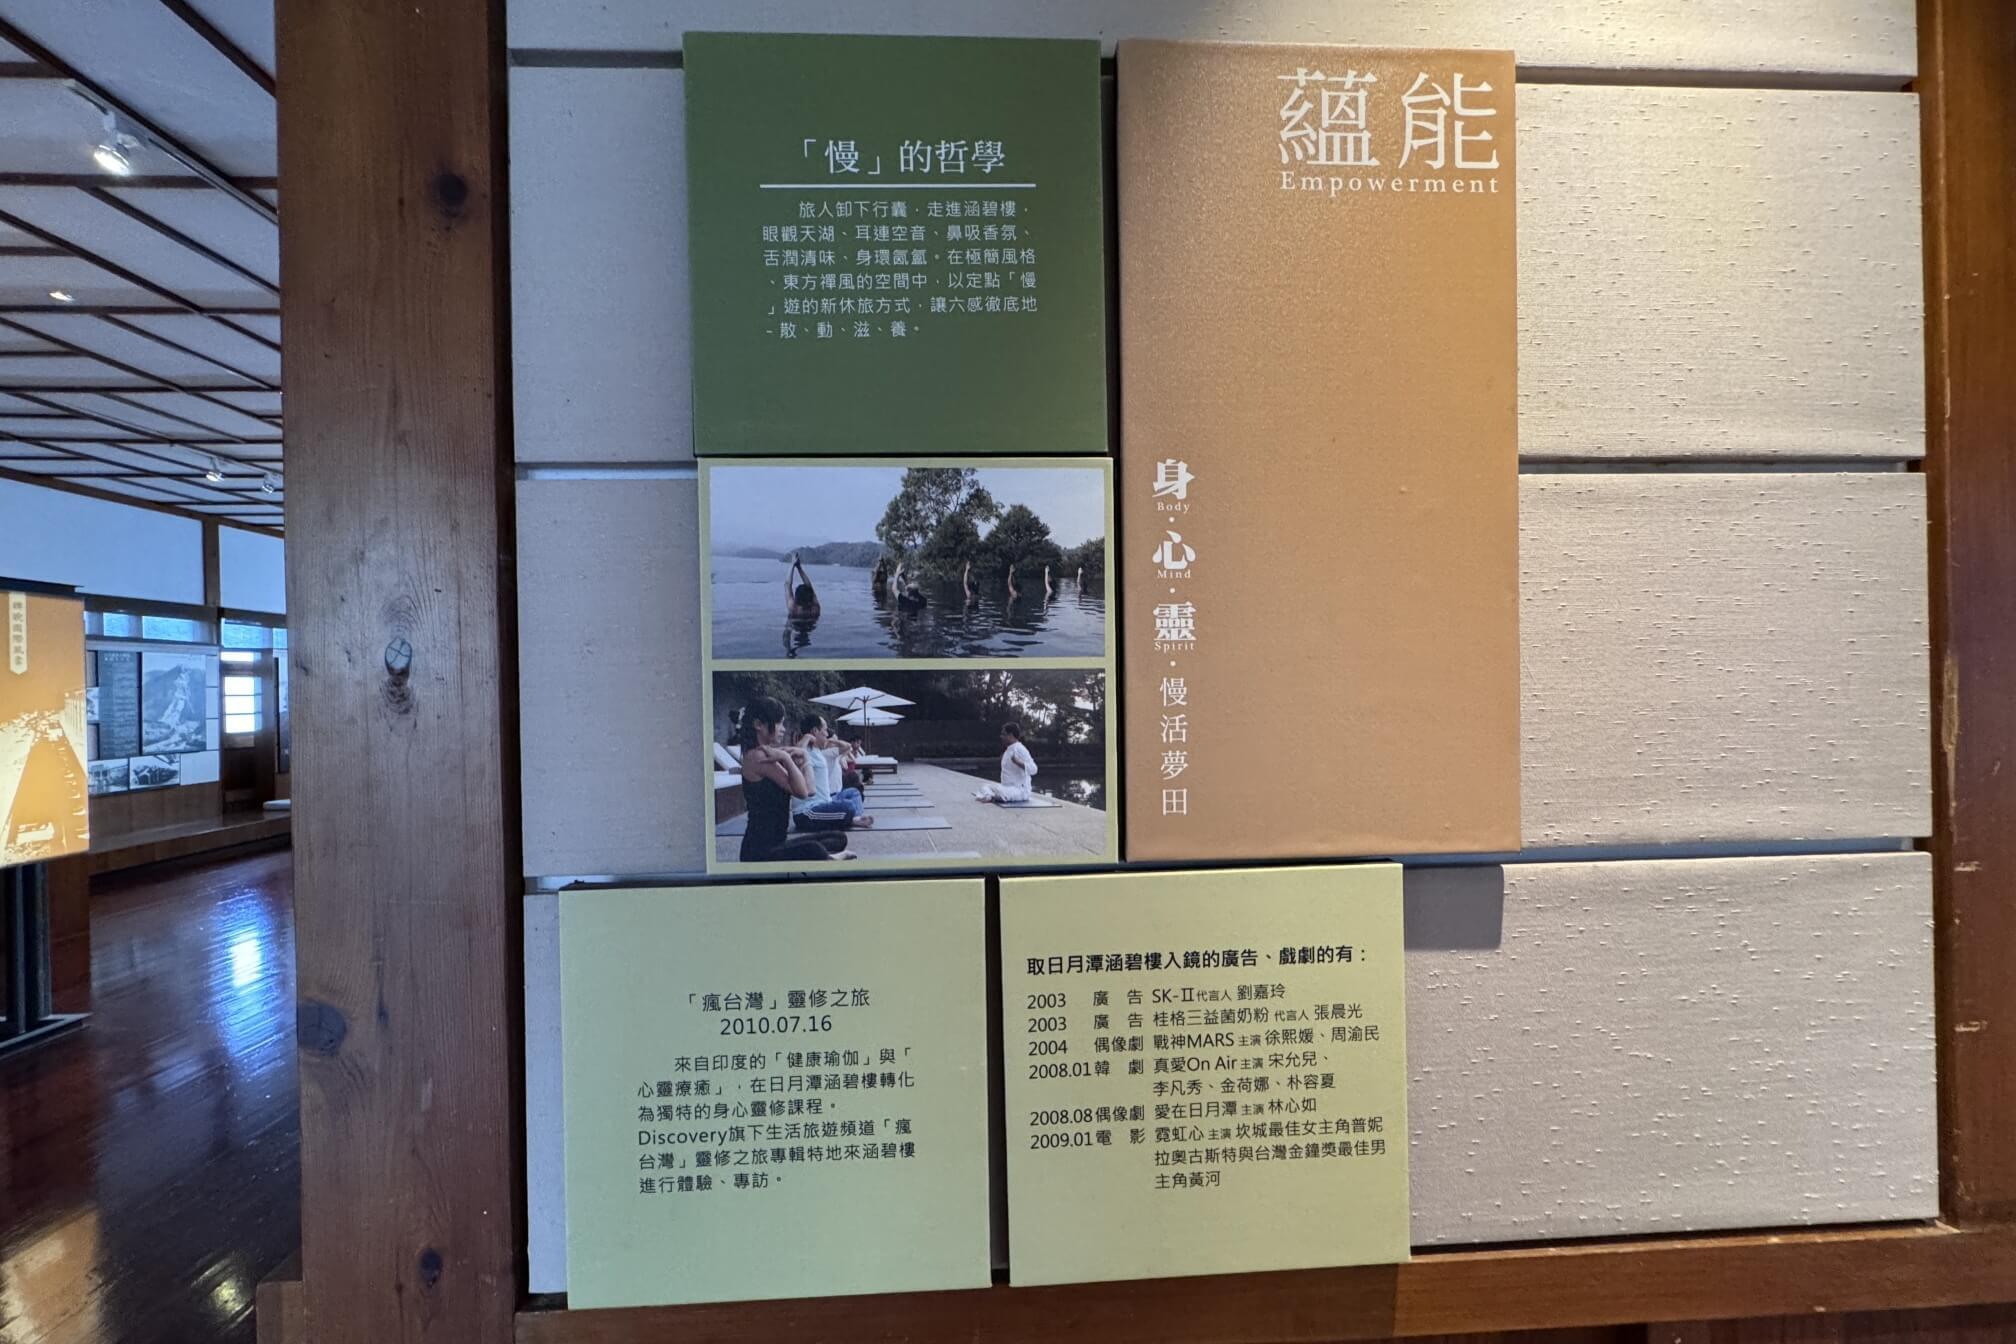 「慢」的哲學
旅人卸下行囊，走進涵碧樓，
眼觀天湖、耳連空音、鼻吸香氛、
舌潤清味、身環氤氳。在極簡風格
、東方禪風的空間中，以定點「慢
」遊的新休旅方式，讓六感徹底地
-散、動、滋、養。
蘊能
Empowerment
身
Body
·
心
Mind
·
靈
Spirit
·
慢活夢田
「瘋台灣」靈修之旅
2010.07.16
來自印度的「健康瑜伽」與「
心靈療癒」，在日月潭涵碧樓轉化
為獨特的身心靈修課程。
Discovery旗下生活旅遊頻道「瘋
台灣」靈修之旅專輯特地來涵碧樓
進行體驗、專訪。
取日月潭涵碧樓入鏡的廣告、戲劇的有：
2003 廣 告 SK-II代言人 劉嘉玲
2003 廣 告 桂格三益菌奶粉 代言人 張晨光
2004 偶像劇 戰神MARS 主演 徐熙媛、周渝民
2008.01 韓 劇 真愛On Air 主演 宋允兒、
李凡秀、金荷娜、朴容夏
2008.08 偶像劇 愛在日月潭 主演 林心如
2009.01 電 影 霓虹心 主演 坎城最佳女主角普妮
拉奧古斯特與台灣金鐘獎最佳男
主角黃河